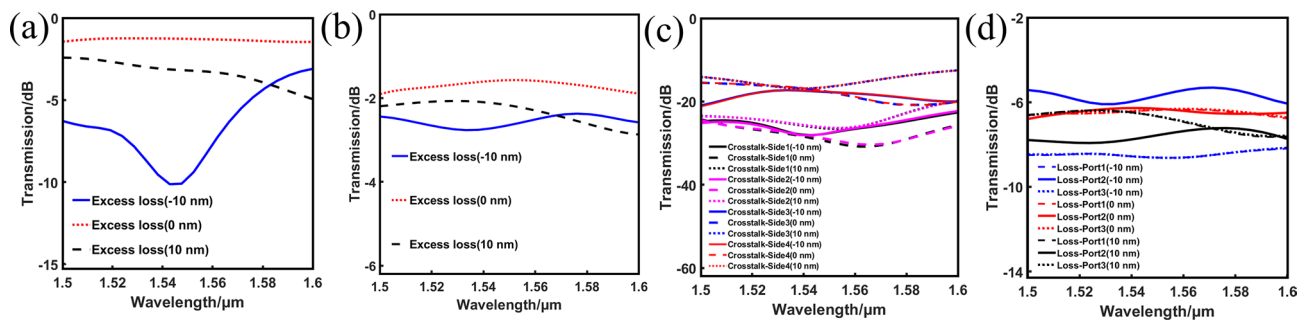 (a)
Transmission/dB
0
-5
-10
-15
Excess loss(-10 nm)
Excess loss(0 nm)
Excess loss(10 nm)
1.5
1.52
1.54
1.56
1.58
1.6
Wavelength/μm
(b)
Transmission/dB
0
-2
-4
-6
Excess loss(-10 nm)
Excess loss(0 nm)
Excess loss(10 nm)
1.5
1.52
1.54
1.56
1.58
1.6
Wavelength/μm
(c)
Transmission/dB
0
-20
-40
-60
Crosstalk-Side1(-10 nm)
Crosstalk-Side1(0 nm)
Crosstalk-Side1(10 nm)
Crosstalk-Side2(-10 nm)
Crosstalk-Side2(0 nm)
Crosstalk-Side2(10 nm)
Crosstalk-Side3(-10 nm)
Crosstalk-Side3(0 nm)
Crosstalk-Side3(10 nm)
Crosstalk-Side4(-10 nm)
Crosstalk-Side4(0 nm)
Crosstalk-Side4(10 nm)
1.5
1.52
1.54
1.56
1.58
1.6
Wavelength/μm
(d)
Transmission/dB
-2
-6
-8
-14
Loss-Port1(-10 nm)
Loss-Port2(-10 nm)
Loss-Port3(-10 nm)
Loss-Port1(0 nm)
Loss-Port2(0 nm)
Loss-Port3(0 nm)
Loss-Port1(10 nm)
Loss-Port2(10 nm)
Loss-Port3(10 nm)
1.5
1.52
1.54
1.56
1.58
1.6
Wavelength/μm